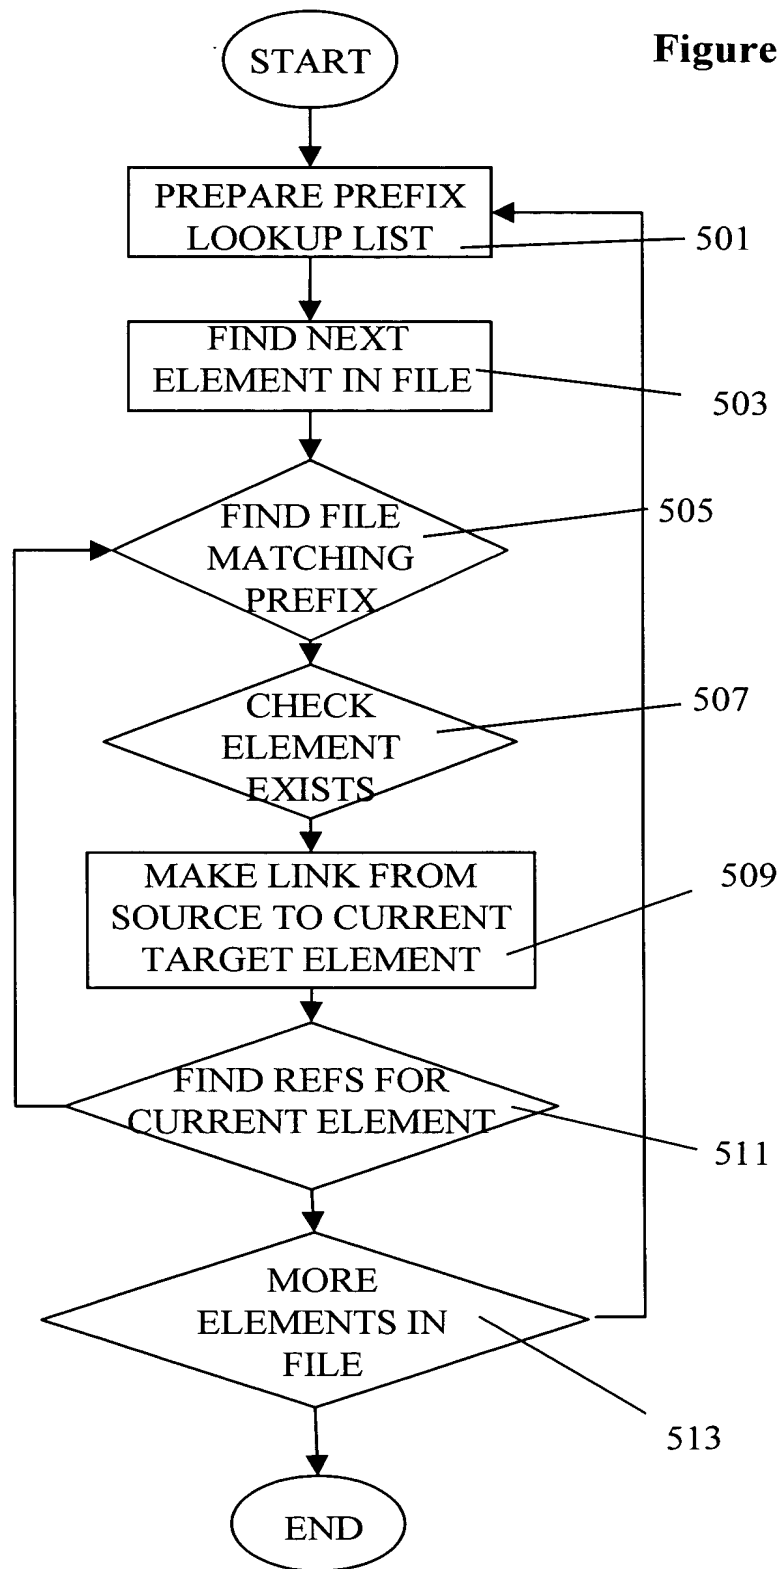 START
Figure
PREPARE PREFIX
LOOKUP LIST
501
FIND NEXT
ELEMENT IN FILE
503
FIND FILE
MATCHING
PREFIX
505
CHECK
ELEMENT
EXISTS
507
MAKE LINK FROM
SOURCE TO CURRENT
TARGET ELEMENT
509
FIND REFS FOR
CURRENT ELEMENT
511
MORE
ELEMENTS IN
FILE
513
END